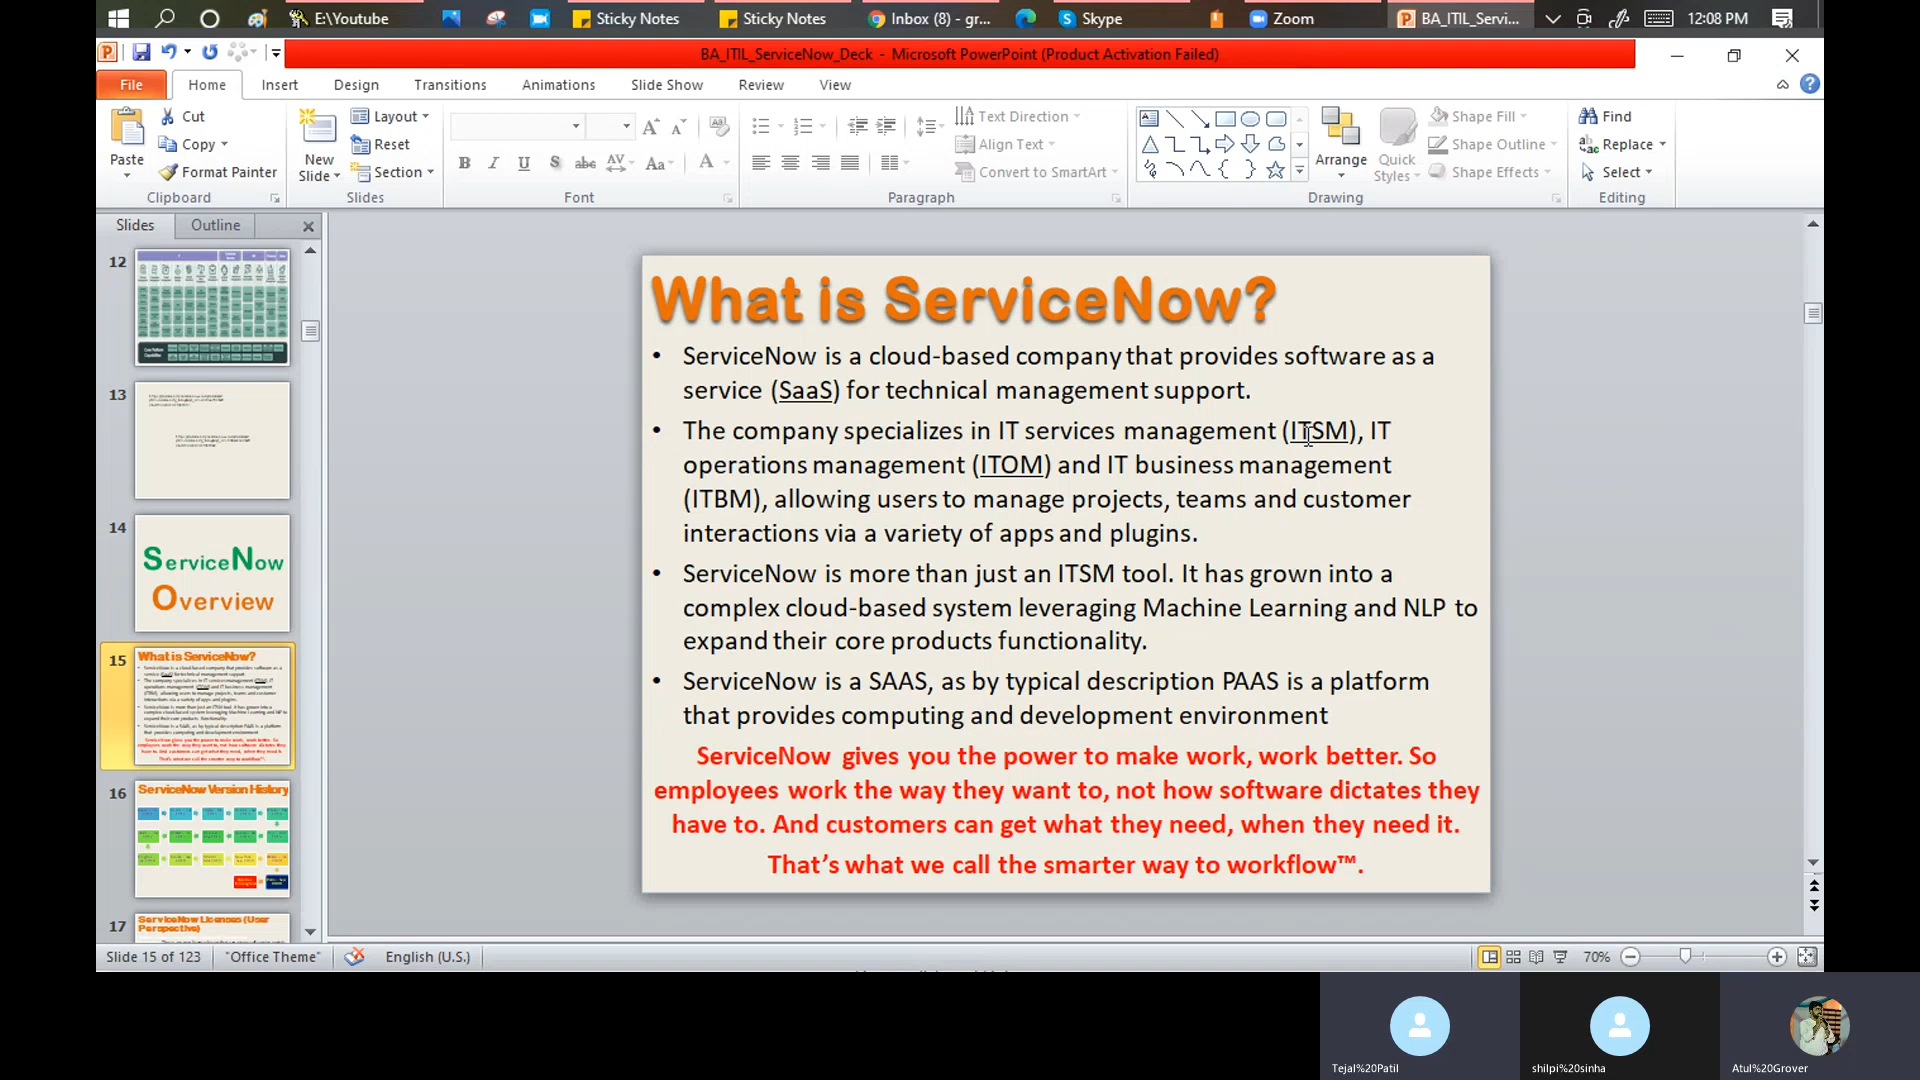 E:\Youtube
Sticky Notes
Sticky Notes
Inbox (8) - gr...
Skype
Zoom
BA_ITIL_Servi...
12:08 PM
BA_ITIL_ServiceNow_Deck - Microsoft PowerPoint (Product Activation Failed)
File
Home
Insert
Design
Transitions
Animations
Slide Show
Review
View
Paste
Cut
Copy
Format Painter
Clipboard
New
Slide
Layout
Reset
Section
Slides
Font
Text Direction
Align Text
Convert to SmartArt
Paragraph
Arrange
Quick
Styles
Shape Fill
Shape Outline
Shape Effects
Drawing
Find
Replace
Select
Editing
Slides
Outline
12
13
14
ServiceNow
Overview
15
What is ServiceNow?
16
ServiceNow Version History
17
ServiceNow Licenses (User
Perspective)
What is ServiceNow?
• ServiceNow is a cloud-based company that provides software as a
service (SaaS) for technical management support.
• The company specializes in IT services management (ITSM), IT
operations management (ITOM) and IT business management
(ITBM), allowing users to manage projects, teams and customer
interactions via a variety of apps and plugins.
• ServiceNow is more than just an ITSM tool. It has grown into a
complex cloud-based system leveraging Machine Learning and NLP to
expand their core products functionality.
• ServiceNow is a SAAS, as by typical description PAAS is a platform
that provides computing and development environment
ServiceNow gives you the power to make work, work better. So
employees work the way they want to, not how software dictates they
have to. And customers can get what they need, when they need it.
That's what we call the smarter way to workflow™.
Slide 15 of 123
"Office Theme"
English (U.S.)
70%
Tejal%20Patil
shilpi%20sinha
Atul%20Grover